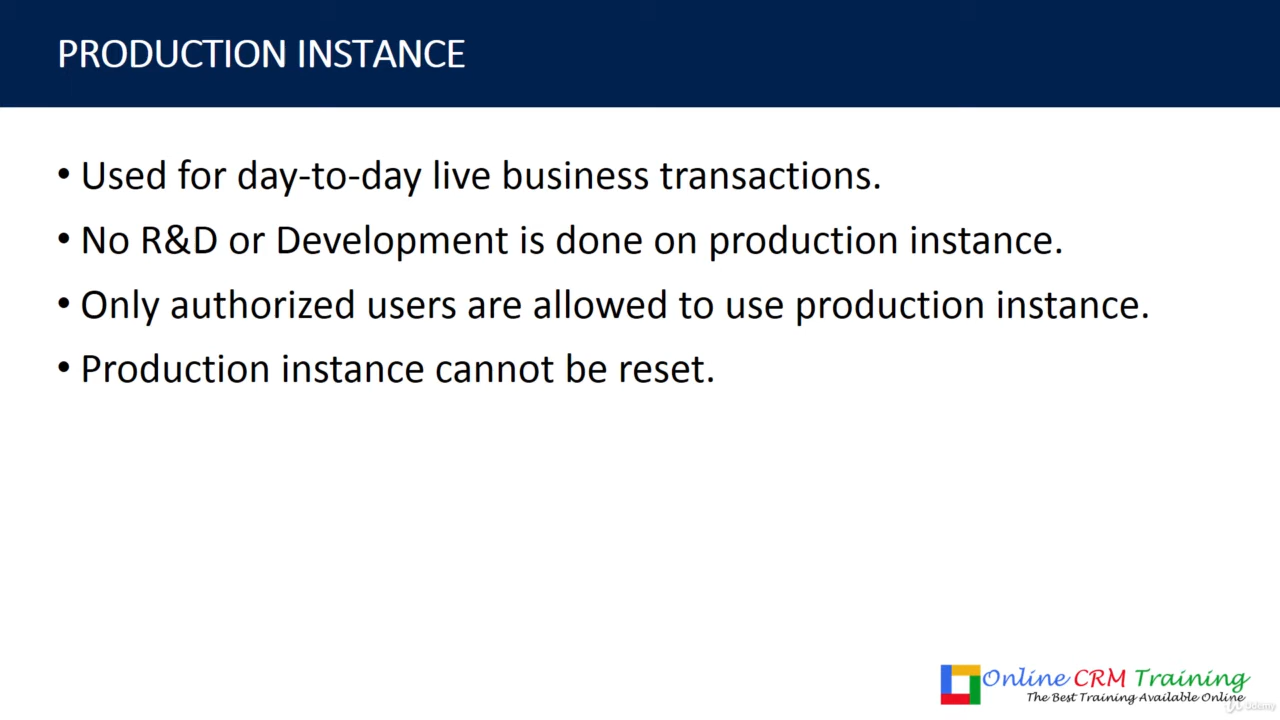 PRODUCTION INSTANCE
• Used for day-to-day live business transactions.
• No R&D or Development is done on production instance.
• Only authorized users are allowed to use production instance.
• Production instance cannot be reset.
Online CRM Training
The Best Training Available Online
Udemy